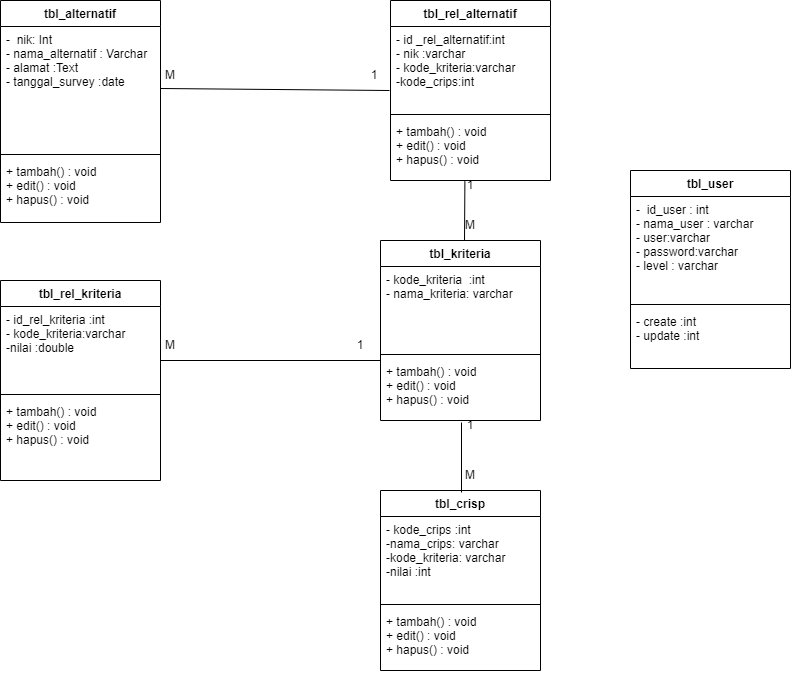 tbl_alternatif
-  nik: Int
- nama_alternatif : Varchar
- alamat :Text
- tanggal_survey :date
+ tambah() : void
+ edit() : void
+ hapus() : void
M
1
tbl_rel_alternatif
- id _rel_alternatif:int
- nik :varchar
- kode_kriteria:varchar
-kode_crips:int
+ tambah() : void
+ edit() : void
+ hapus() : void
1
M
tbl_user
-  id_user : int
- nama_user : varchar
- user:varchar
- password:varchar
- level : varchar
- create :int
- update :int
tbl_kriteria
- kode_kriteria  :int
- nama_kriteria: varchar
+ tambah() : void
+ edit() : void
+ hapus() : void
tbl_rel_kriteria
- id_rel_kriteria :int
- kode_kriteria:varchar
-nilai :double
+ tambah() : void
+ edit() : void
+ hapus() : void
M
1
1
M
tbl_crisp
- kode_crips :int
-nama_crips: varchar
-kode_kriteria: varchar
-nilai :int
+ tambah() : void
+ edit() : void
+ hapus() : void